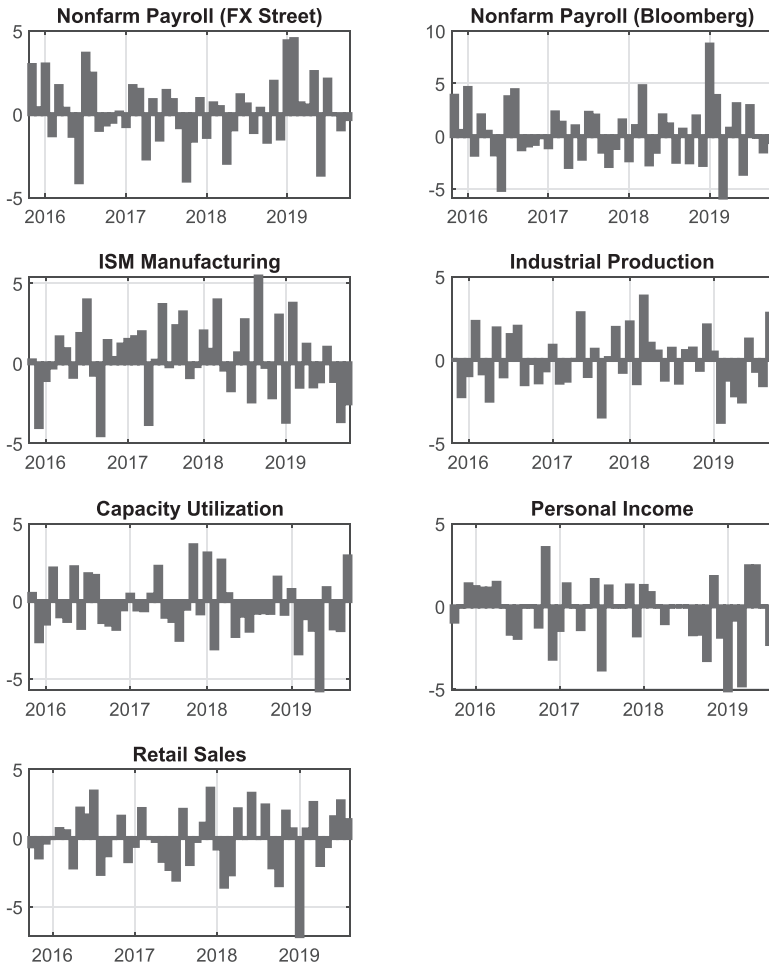 Nonfarm Payroll (FX Street)
5
0
-5
2016 2017 2018 2019
Nonfarm Payroll (Bloomberg)
10
5
0
-5
2016 2017 2018 2019
ISM Manufacturing
5
0
-5
2016 2017 2018 2019
Industrial Production
5
0
-5
2016 2017 2018 2019
Capacity Utilization
5
0
-5
2016 2017 2018 2019
Personal Income
5
0
-5
2016 2017 2018 2019
Retail Sales
5
0
-5
2016 2017 2018 2019